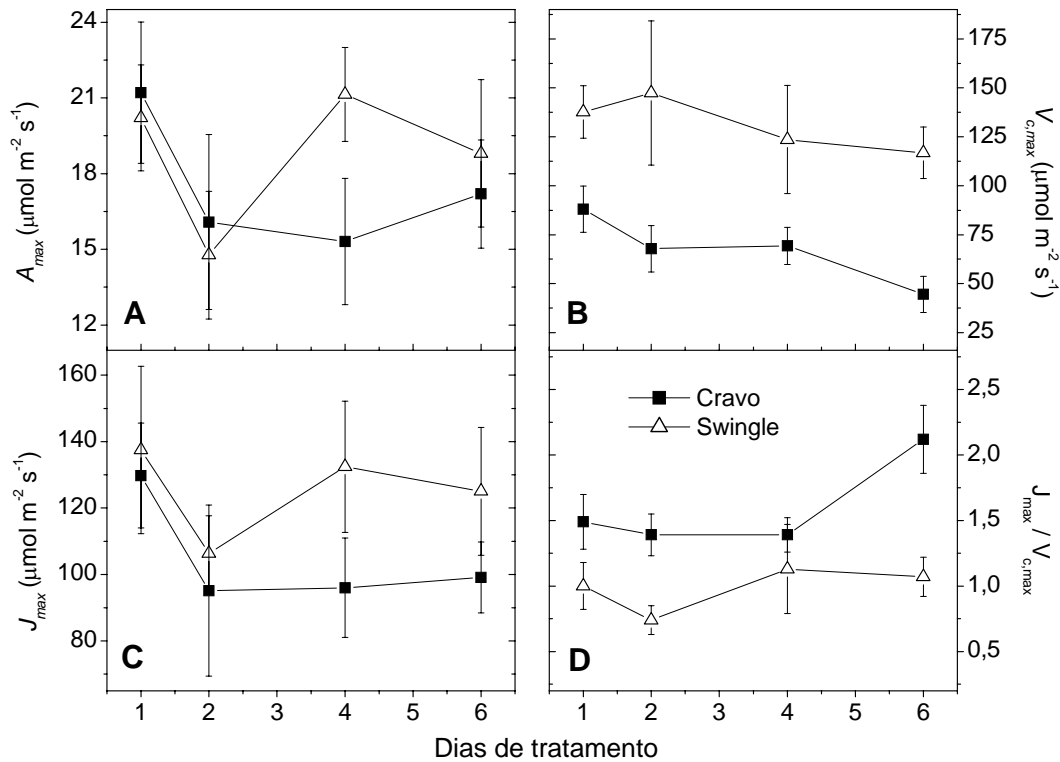 24
21
18
15
12
A_max (μmol m⁻² s⁻¹)
A
175
150
125
100
75
50
25
V_c,max (μmol m⁻² s⁻¹)
B
160
140
120
100
80
J_max (μmol m⁻² s⁻¹)
C
1 2 3 4 5 6
Cravo
Swingle
2,5
2,0
1,5
1,0
0,5
J_max / V_c,max
D
1 2 3 4 5 6
Dias de tratamento